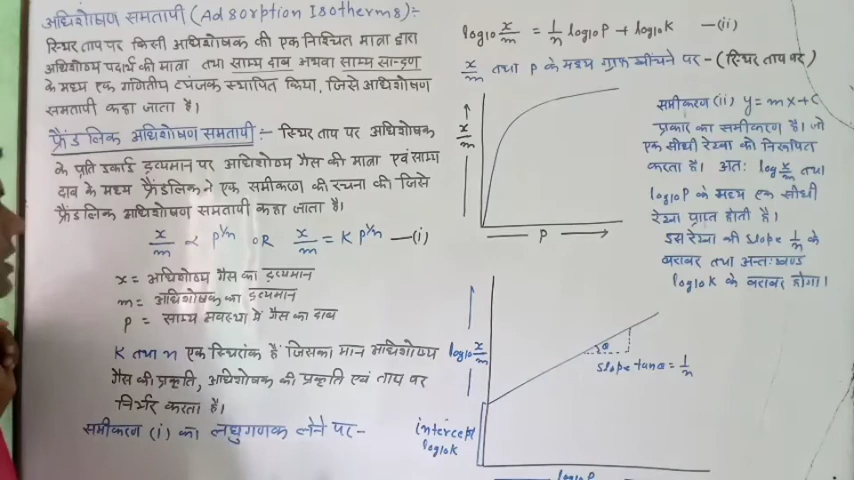 अधिशोषण समतापी (Adsorption Isotherms) :-
स्थिर ताप पर किसी अधिशोषक की एक निश्चित मात्रा द्वारा
अधिशोष्य पदार्थ की मात्रा तथा साम्य दाब अथवा साम्य सान्द्रण
के मध्य एक गणितीय व्यंजक स्थापित किया, जिसे अधिशोषण
समतापी कहा जाता है।
फ्रैंडलिक अधिशोषण समतापी :- स्थिर ताप पर अधिशोषक
के प्रति इकाई द्रव्यमान पर अधिशोष्य गैस की मात्रा एवं साम्य
दाब के मध्य फ्रैंडलिक ने एक समीकरण की रचना की जिसे
फ्रैंडलिक अधिशोषण समतापी कहा जाता है।
x/m ∝ p^1/n OR x/m = K p^1/n —(i)
x = अधिशोष्य गैस का द्रव्यमान
m = अधिशोषक का द्रव्यमान
P = साम्य अवस्था में गैस का दाब
K तथा n एक स्थिरांक हैं जिसका मान अधिशोष्य
गैस की प्रकृति, अधिशोषक की प्रकृति एवं ताप पर
निर्भर करता है।
समीकरण (i) का लघुगणक लेने पर -
log10 x/m = 1/n log10 P + log10 K —(ii)
x/m तथा P के मध्य ग्राफ खींचने पर - (स्थिर ताप पर)
x/m
P
समीकरण (ii) y = mx + c
प्रकार का समीकरण है। जो
एक सीधी रेखा को निरूपित
करता है। अतः log x/m तथा
log10 P के मध्य एक सीधी
रेखा प्राप्त होती है।
इस रेखा की slope 1/n के
बराबर तथा अन्तः खण्ड
log10 K के बराबर होगा।
log10 x/m
θ
slope tanθ = 1/n
intercept
log10 K
log10 P